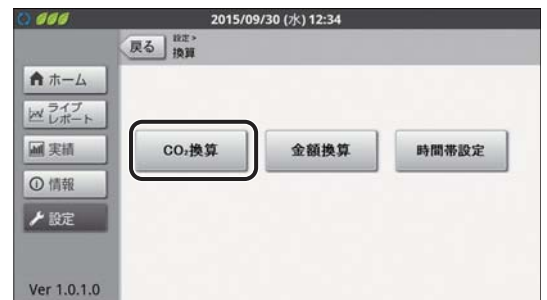 2015/09/30 (水) 12:34
戻る
設定 >
換算
ホーム
ライブ
レポート
実績
情報
設定
CO₂換算
金額換算
時間帯設定
Ver 1.0.1.0